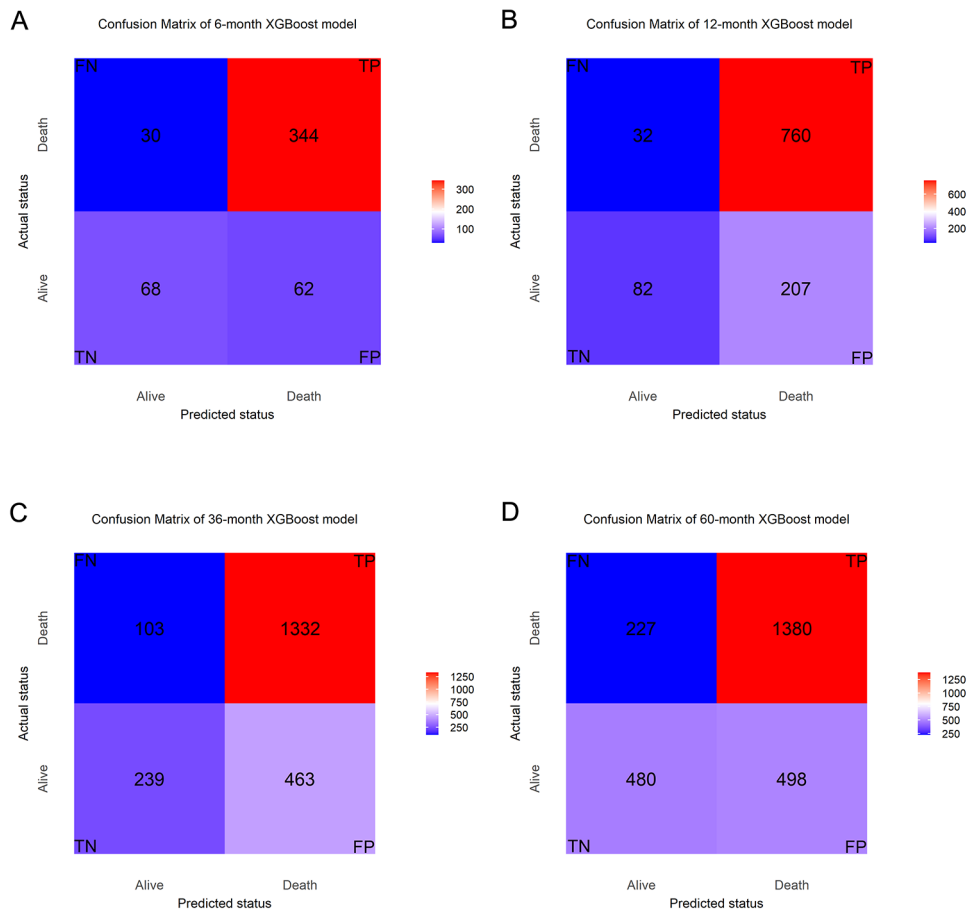 A
Confusion Matrix of 6-month XGBoost model
FN
TP
30
344
68
62
TN
FP
Death
Alive
Actual status
Alive
Death
Predicted status
300
200
100
B
Confusion Matrix of 12-month XGBoost model
FN
TP
32
760
82
207
TN
FP
Death
Alive
Actual status
Alive
Death
Predicted status
600
400
200
C
Confusion Matrix of 36-month XGBoost model
FN
TP
103
1332
239
463
TN
FP
Death
Alive
Actual status
Alive
Death
Predicted status
1250
1000
750
500
250
D
Confusion Matrix of 60-month XGBoost model
FN
TP
227
1380
480
498
TN
FP
Death
Alive
Actual status
Alive
Death
Predicted status
1250
1000
750
500
250